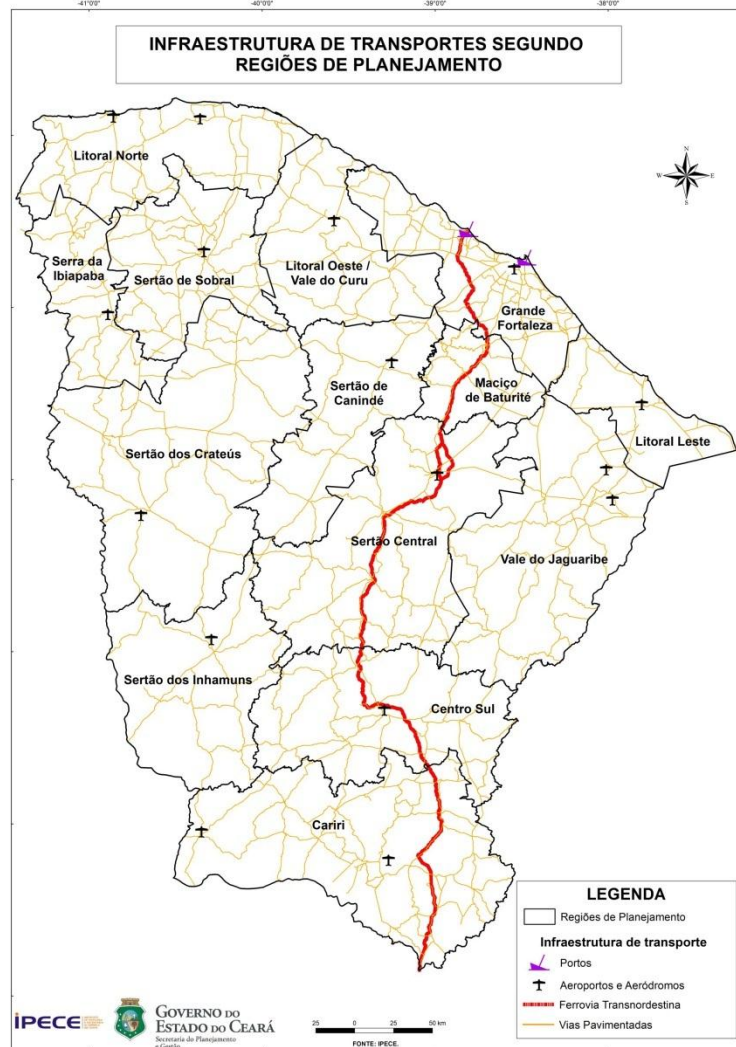 -41°0'0"
-40°0'0"
-39°0'0"
-38°0'0"
INFRAESTRUTURA DE TRANSPORTES SEGUNDO
REGIÕES DE PLANEJAMENTO
N
W
E
S
Litoral Norte
Serra da
Ibiapaba
Sertão de Sobral
Litoral Oeste /
Vale do Curu
Grande
Fortaleza
Sertão de
Canindé
Maciço
de Baturité
Litoral Leste
Sertão dos Crateús
Sertão Central
Vale do Jaguaribe
Sertão dos Inhamuns
Centro Sul
Cariri
LEGENDA
Regiões de Planejamento
Infraestrutura de transporte
Portos
Aeroportos e Aeródromos
Ferrovia Transnordestina
Vias Pavimentadas
IPECE
GOVERNO DO
ESTADO DO CEARÁ
Secretaria do Planejamento
e Gestão
25 0 25 50 km
FONTE: IPECE.